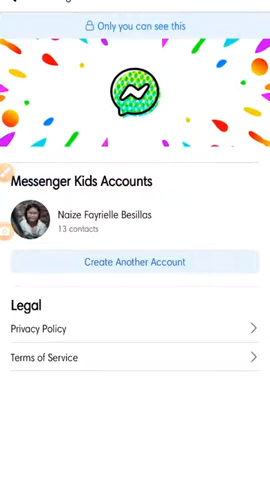 Only you can see this
Messenger Kids Accounts
Naize Fayrielle Besillas
13 contacts
Create Another Account
Legal
Privacy Policy
Terms of Service